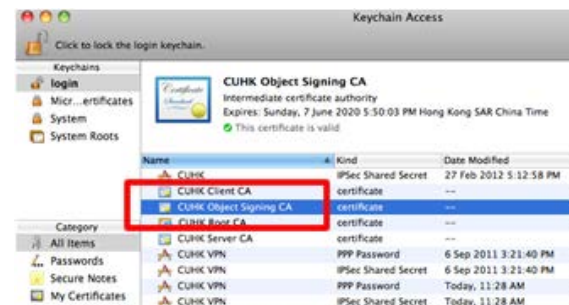 Keychain Access
Click to lock the login keychain.
Keychains
login
Micr...ertificates
System
System Roots
Certificate
Standard
CUHK Object Signing CA
Intermediate certificate authority
Expires: Sunday, 7 June 2020 5:50:03 PM Hong Kong SAR China Time
This certificate is valid
Name Kind Date Modified
CUHK IPSec Shared Secret 27 Feb 2012 5:12:58 PM
CUHK Client CA certificate --
CUHK Object Signing CA certificate --
CUHK Root CA certificate --
CUHK Server CA certificate --
CUHK VPN PPP Password 6 Sep 2011 3:21:40 PM
CUHK VPN IPSec Shared Secret 6 Sep 2011 3:21:40 PM
CUHK VPN PPP Password Today, 11:28 AM
CUHK VPN IPSec Shared Secret Today, 11:28 AM
Category
All Items
Passwords
Secure Notes
My Certificates